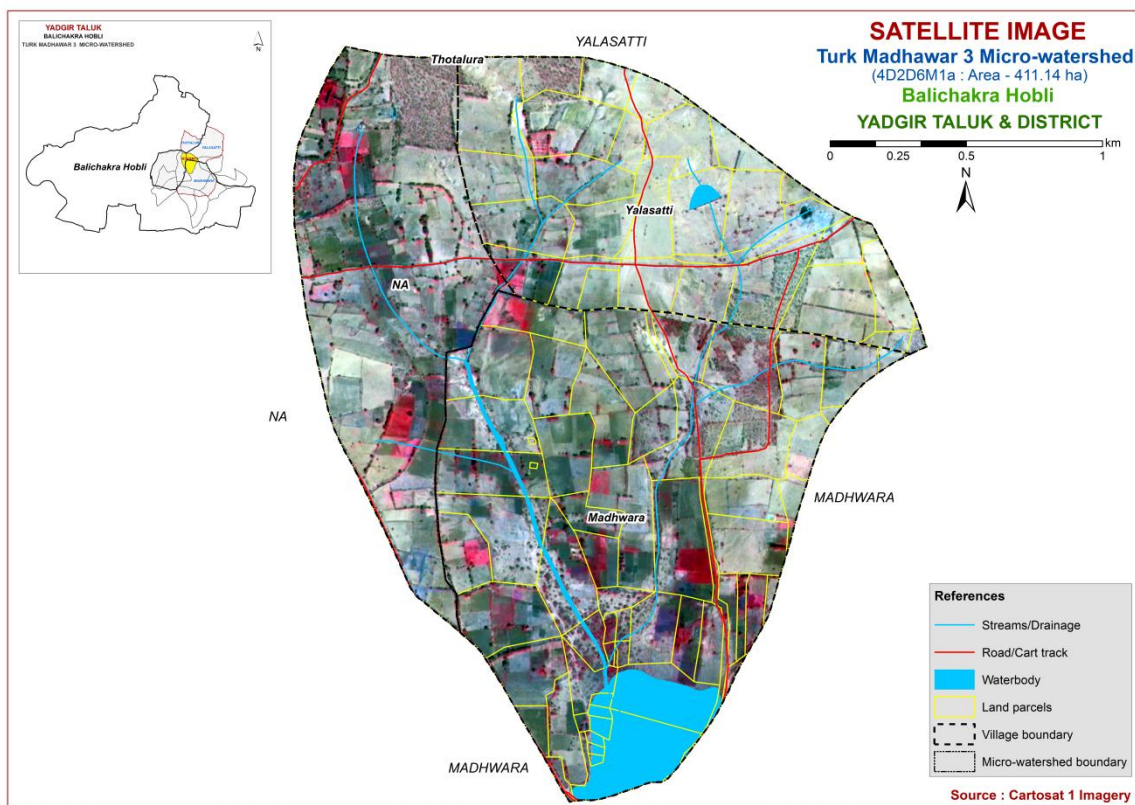 YADGIR TALUK
BALICHAKRA HOBLI
TURK MADHAWAR 3 MICRO-WATERSHED
N
Balichakra Hobli
YALASATTI
Thotalura
SATELLITE IMAGE
Turk Madhawar 3 Micro-watershed
(4D2D6M1a : Area - 411.14 ha)
Balichakra Hobli
YADGIR TALUK & DISTRICT
0 0.25 0.5 1 km
N
Yalasatti
NA
NA
MADHWARA
Madhwara
MADHWARA
References
Streams/Drainage
Road/Cart track
Waterbody
Land parcels
Village boundary
Micro-watershed boundary
Source : Cartosat 1 Imagery